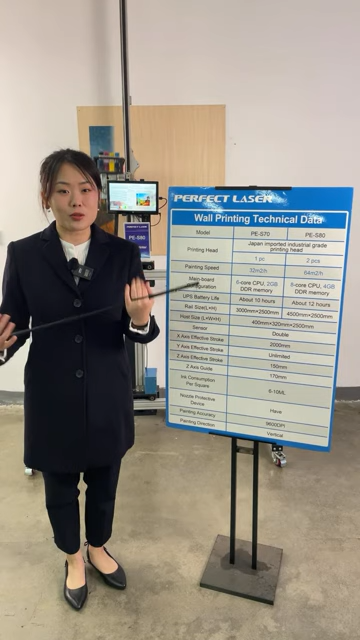 PERFECT LASER
Wall Printing Technical Data
Model PE-S70 PE-S80
Printing Head Japan imported industrial grade printing head
1 pc 2 pcs
Painting Speed 32m2/h 64m2/h
Main-board Configuration 6-core CPU, 2GB DDR memory 6-core CPU, 4GB DDR memory
UPS Battery Life About 10 hours About 12 hours
Rail Size(L×H) 3000mm×2500mm 4500mm×2500mm
Host Size (L×W×H) 400mm×320mm×2500mm
Sensor Double
X Axis Effective Stroke 2000mm
Y Axis Effective Stroke Unlimited
Z Axis Effective Stroke 150mm
Z Axis Guide 170mm
Ink Consumption Per Square 6-10ML
Nozzle Protective Device Have
Painting Accuracy 9600DPI
Painting Direction Vertical
PERFECT LASER
PE-S80